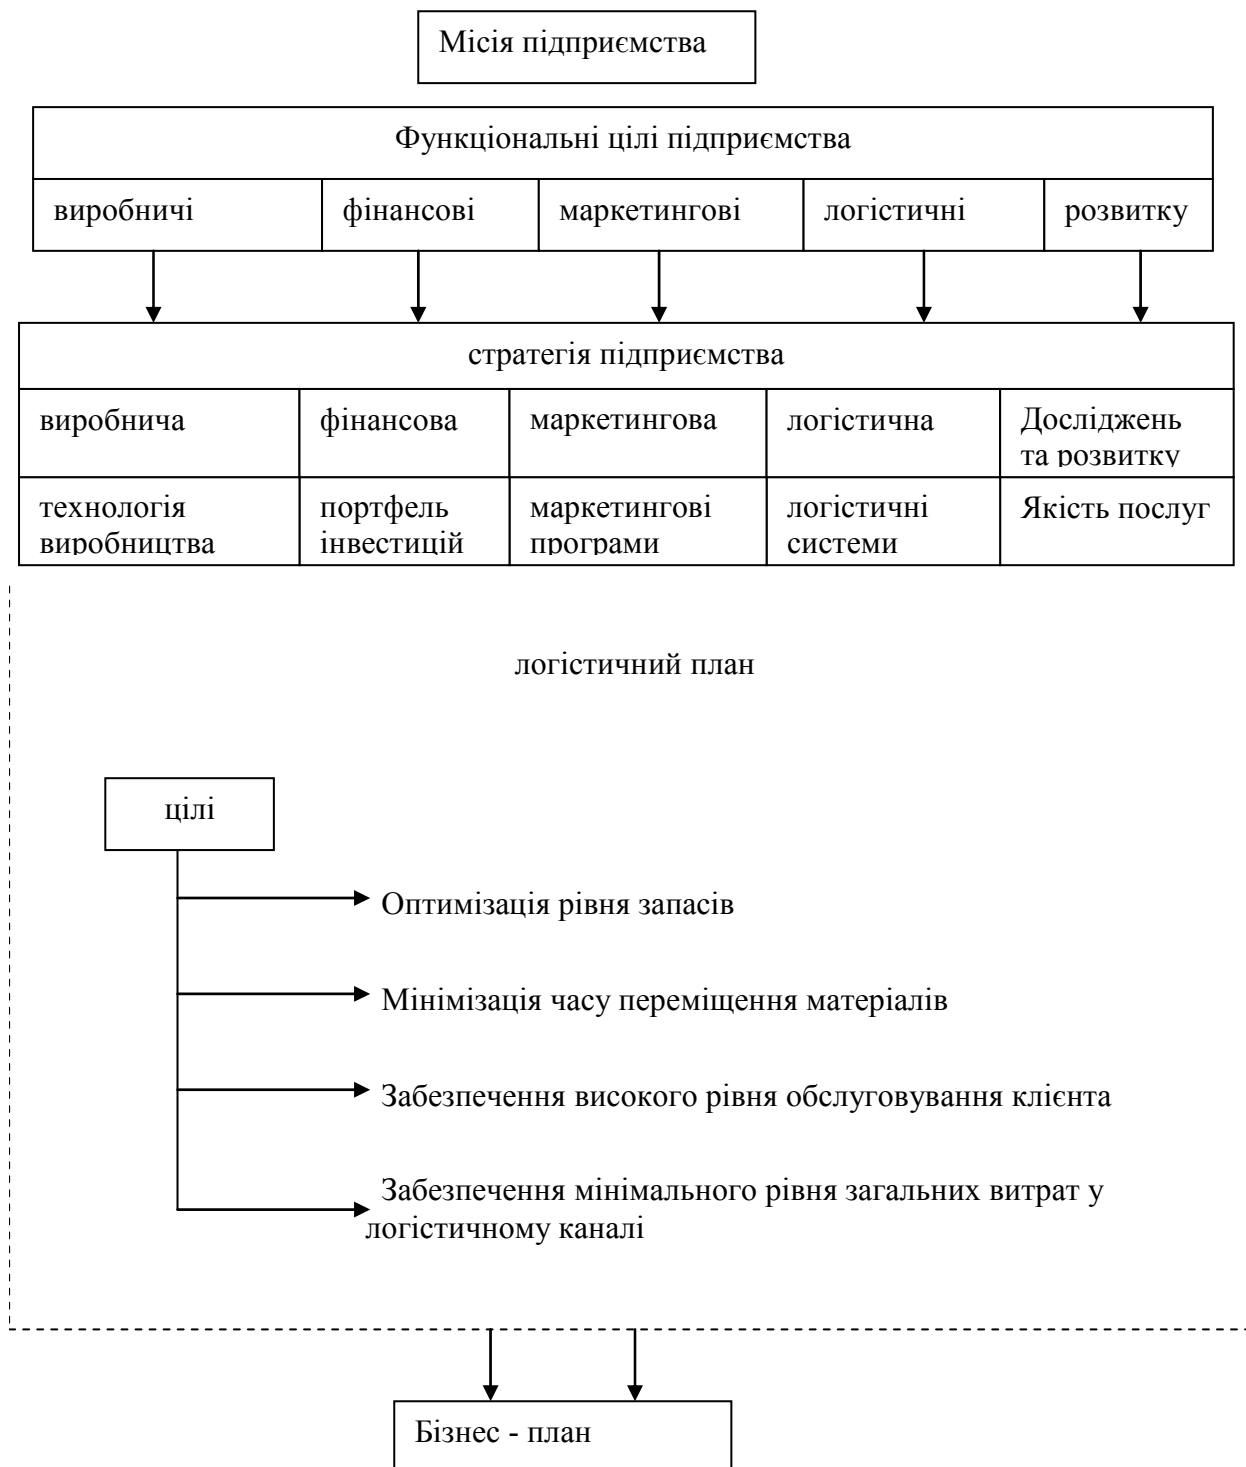 Місія підприємства
Функціональні цілі підприємства
виробничі фінансові маркетингові логістичні розвитку
стратегія підприємства
виробнича фінансова маркетингова логістична Досліджень
та розвитку
технологія портфель маркетингові логістичні Якість послуг
виробництва інвестицій програми системи
логістичний план
цілі
Оптимізація рівня запасів
Мінімізація часу переміщення матеріалів
Забезпечення високого рівня обслуговування клієнта
Забезпечення мінімального рівня загальних витрат у
логістичному каналі
Бізнес - план